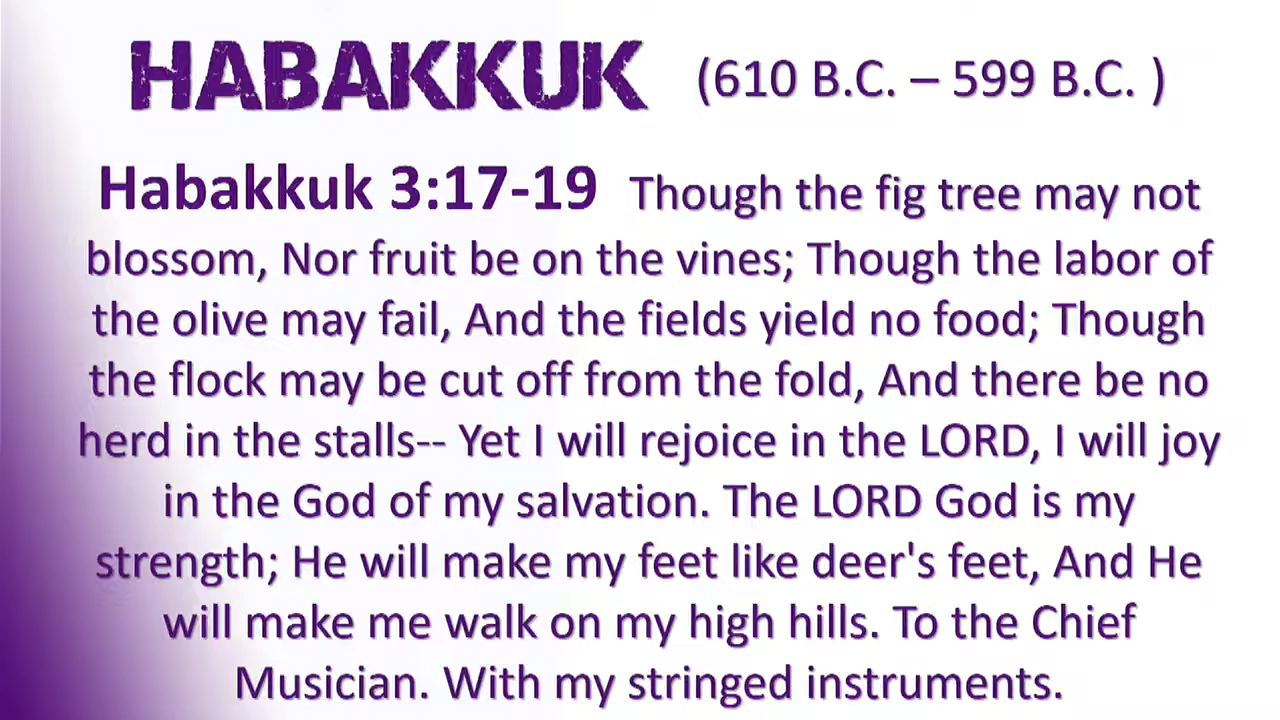 HABAKKUK (610 B.C. – 599 B.C. )
Habakkuk 3:17-19 Though the fig tree may not
blossom, Nor fruit be on the vines; Though the labor of
the olive may fail, And the fields yield no food; Though
the flock may be cut off from the fold, And there be no
herd in the stalls-- Yet I will rejoice in the LORD, I will joy
in the God of my salvation. The LORD God is my
strength; He will make my feet like deer's feet, And He
will make me walk on my high hills. To the Chief
Musician. With my stringed instruments.